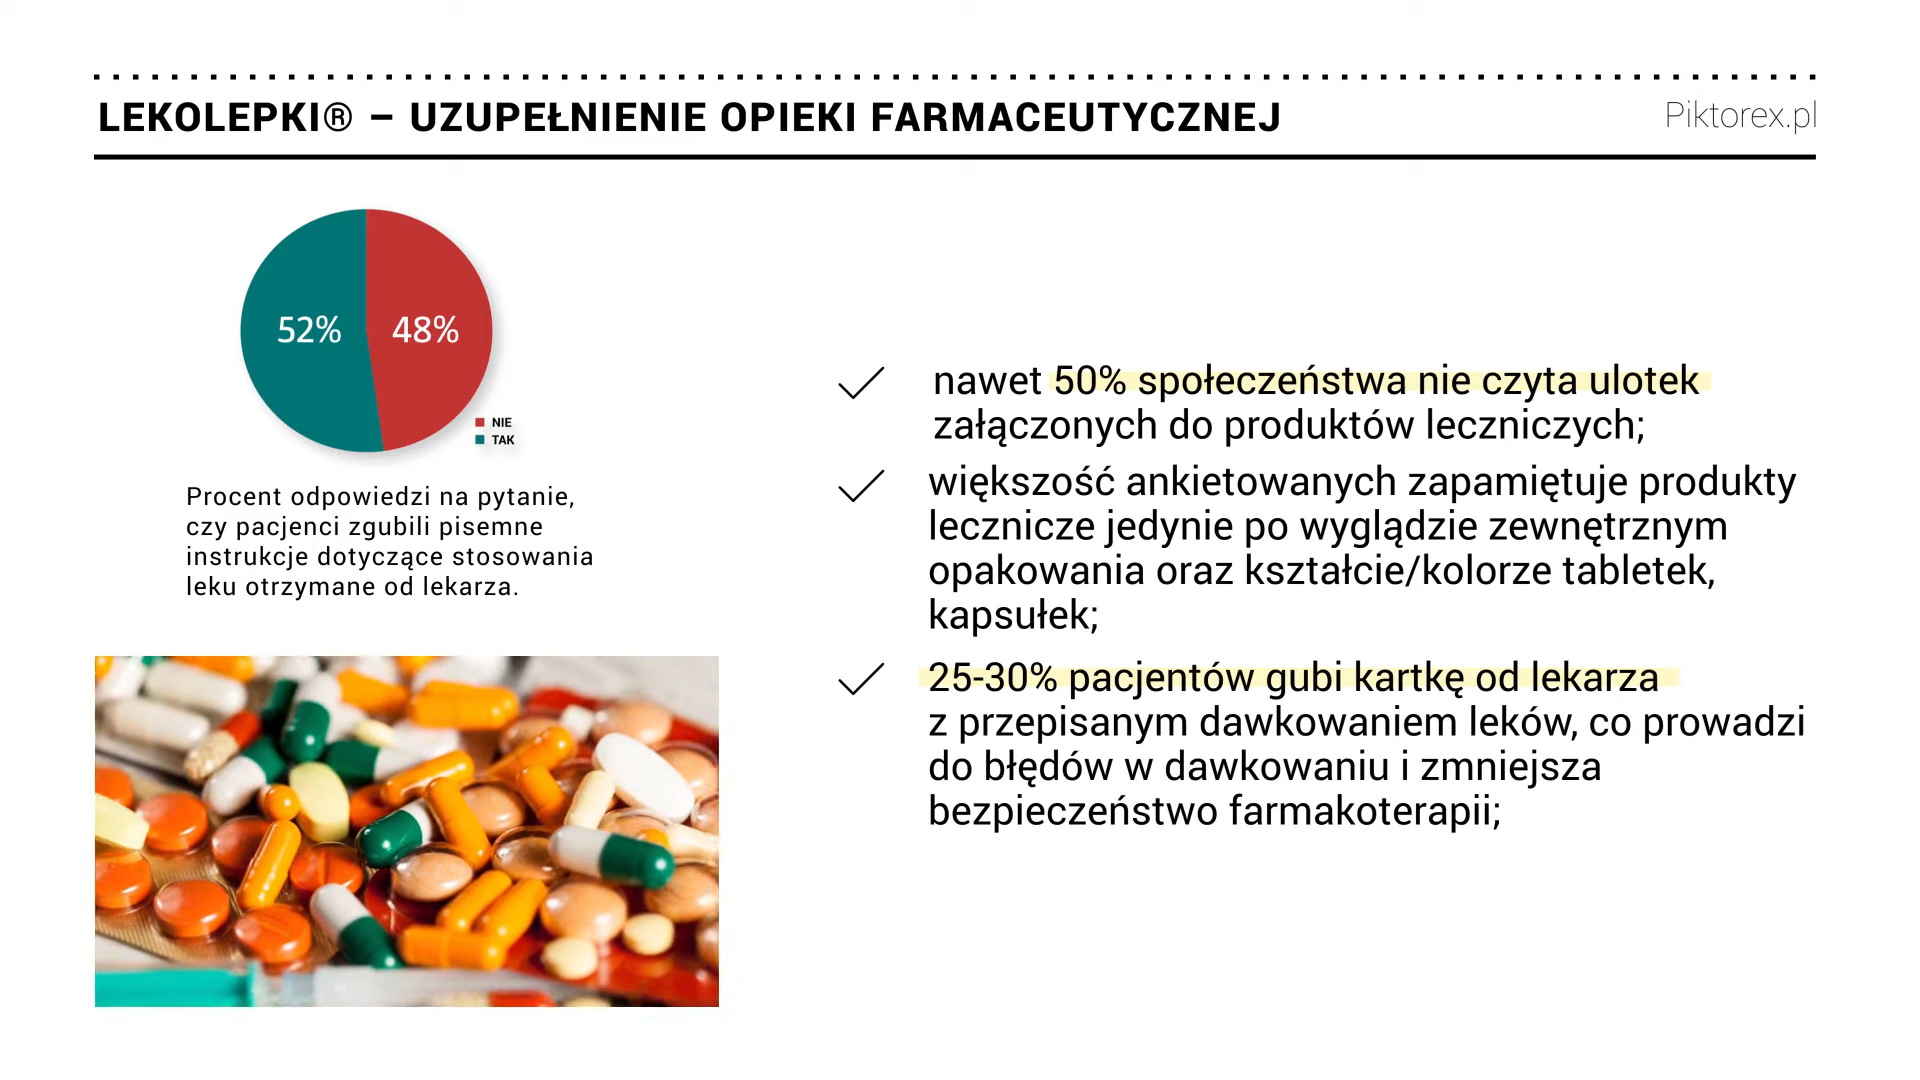 LEKOLEPKI® – UZUPEŁNIENIE OPIEKI FARMACEUTYCZNEJ
Piktorex.pl
52%
48%
NIE
TAK
Procent odpowiedzi na pytanie,
czy pacjenci zgubili pisemne
instrukcje dotyczące stosowania
leku otrzymane od lekarza.
nawet 50% społeczeństwa nie czyta ulotek
załączonych do produktów leczniczych;
większość ankietowanych zapamiętuje produkty
lecznicze jedynie po wyglądzie zewnętrznym
opakowania oraz kształcie/kolorze tabletek,
kapsułek;
25-30% pacjentów gubi kartkę od lekarza
z przepisanym dawkowaniem leków, co prowadzi
do błędów w dawkowaniu i zmniejsza
bezpieczeństwo farmakoterapii;